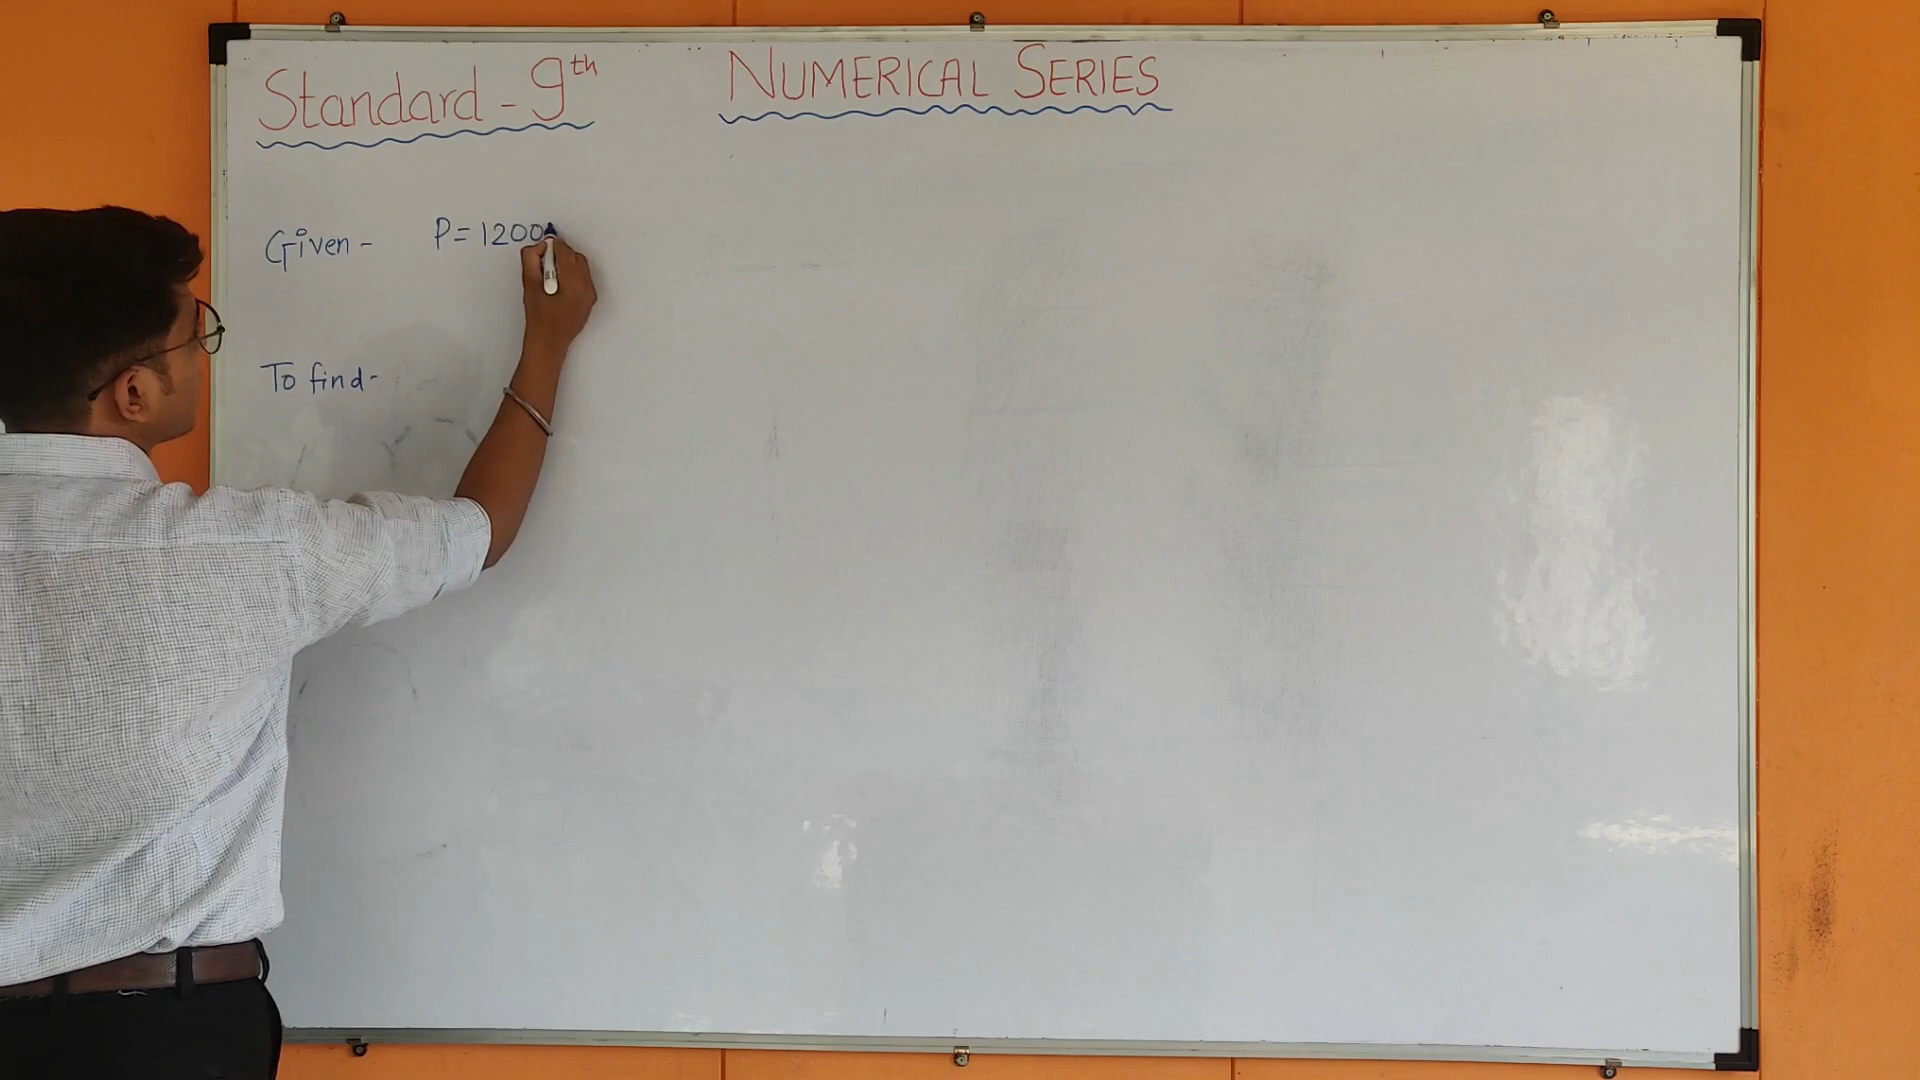 Standard - 9th
NUMERICAL SERIES
Given - P = 1200
To find -